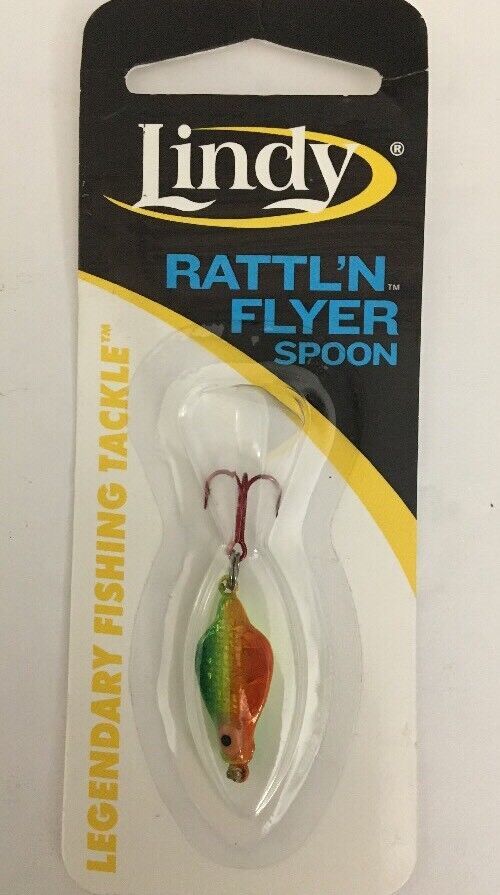 Lindy®
RATTL'N™
FLYER
SPOON
LEGENDARY FISHING TACKLE™